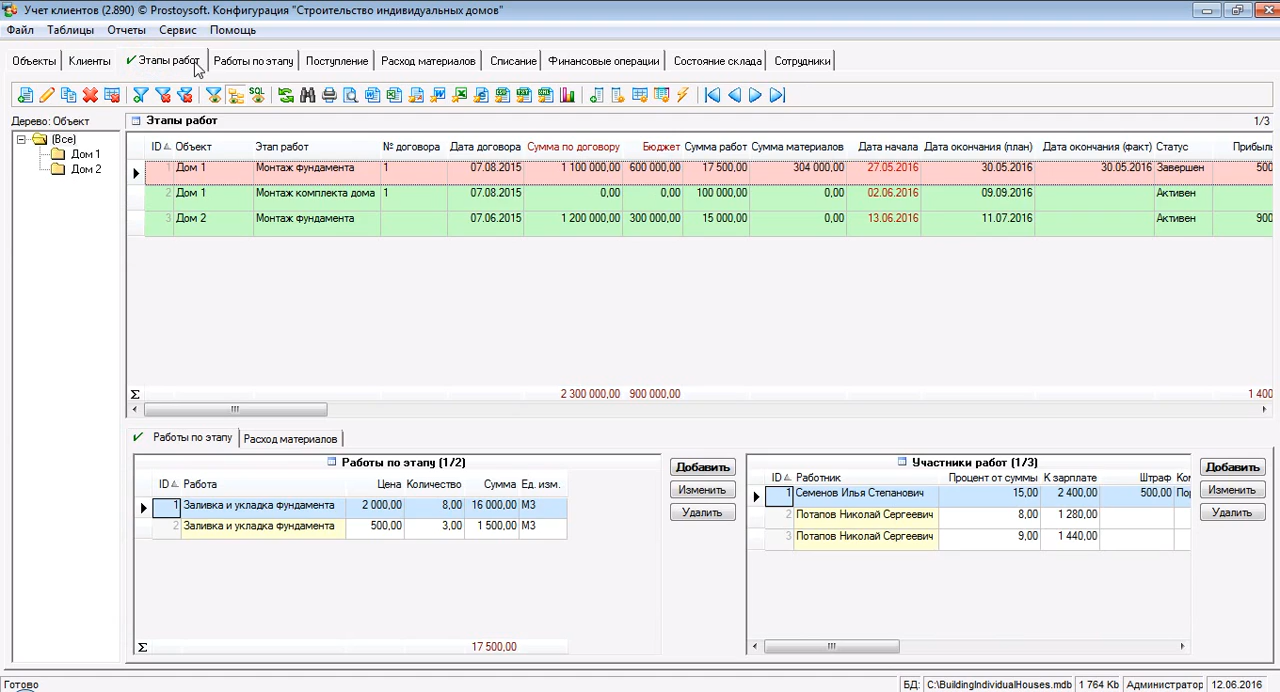 Учет клиентов (2.890) © Prostoysoft. Конфигурация "Строительство индивидуальных домов"
Файл Таблицы Отчеты Сервис Помощь
Объекты Клиенты Этапы работ Работы по этапу Поступление Расход материалов Списание Финансовые операции Состояние склада Сотрудники
SQL
Дерево: Объект Этапы работ 1/3
(Все)
Дом 1
Дом 2
ID Объект Этап работ № договора Дата договора Сумма по договору Бюджет Сумма работ Сумма материалов Дата начала Дата окончания (план) Дата окончания (факт) Статус Прибыль
1 Дом 1 Монтаж фундамента 1 07.08.2015 1 100 000,00 600 000,00 17 500,00 304 000,00 27.05.2016 30.05.2016 30.05.2016 Завершен 500
2 Дом 1 Монтаж комплекта дома 1 07.08.2015 0,00 0,00 100 000,00 0,00 02.06.2016 09.09.2016 Активен
3 Дом 2 Монтаж фундамента 07.06.2015 1 200 000,00 300 000,00 15 000,00 0,00 13.06.2016 11.07.2016 Активен 900
Σ 2 300 000,00 900 000,00 1 400
Работы по этапу Расход материалов
Работы по этапу (1/2)
ID Работа Цена Количество Сумма Ед. изм.
1 Заливка и укладка фундамента 2 000,00 8,00 16 000,00 М3
2 Заливка и укладка фундамента 500,00 3,00 1 500,00 М3
Σ 17 500,00
Добавить
Изменить
Удалить
Участники работ (1/3)
ID Работник Процент от суммы К зарплате Штраф Ко
1 Семенов Илья Степанович 15,00 2 400,00 500,00 По
2 Потапов Николай Сергеевич 8,00 1 280,00
3 Потапов Николай Сергеевич 9,00 1 440,00
Добавить
Изменить
Удалить
Готово БД: C:\BuildingIndividualHouses.mdb 1 764 Kb Администратор 12.06.2016